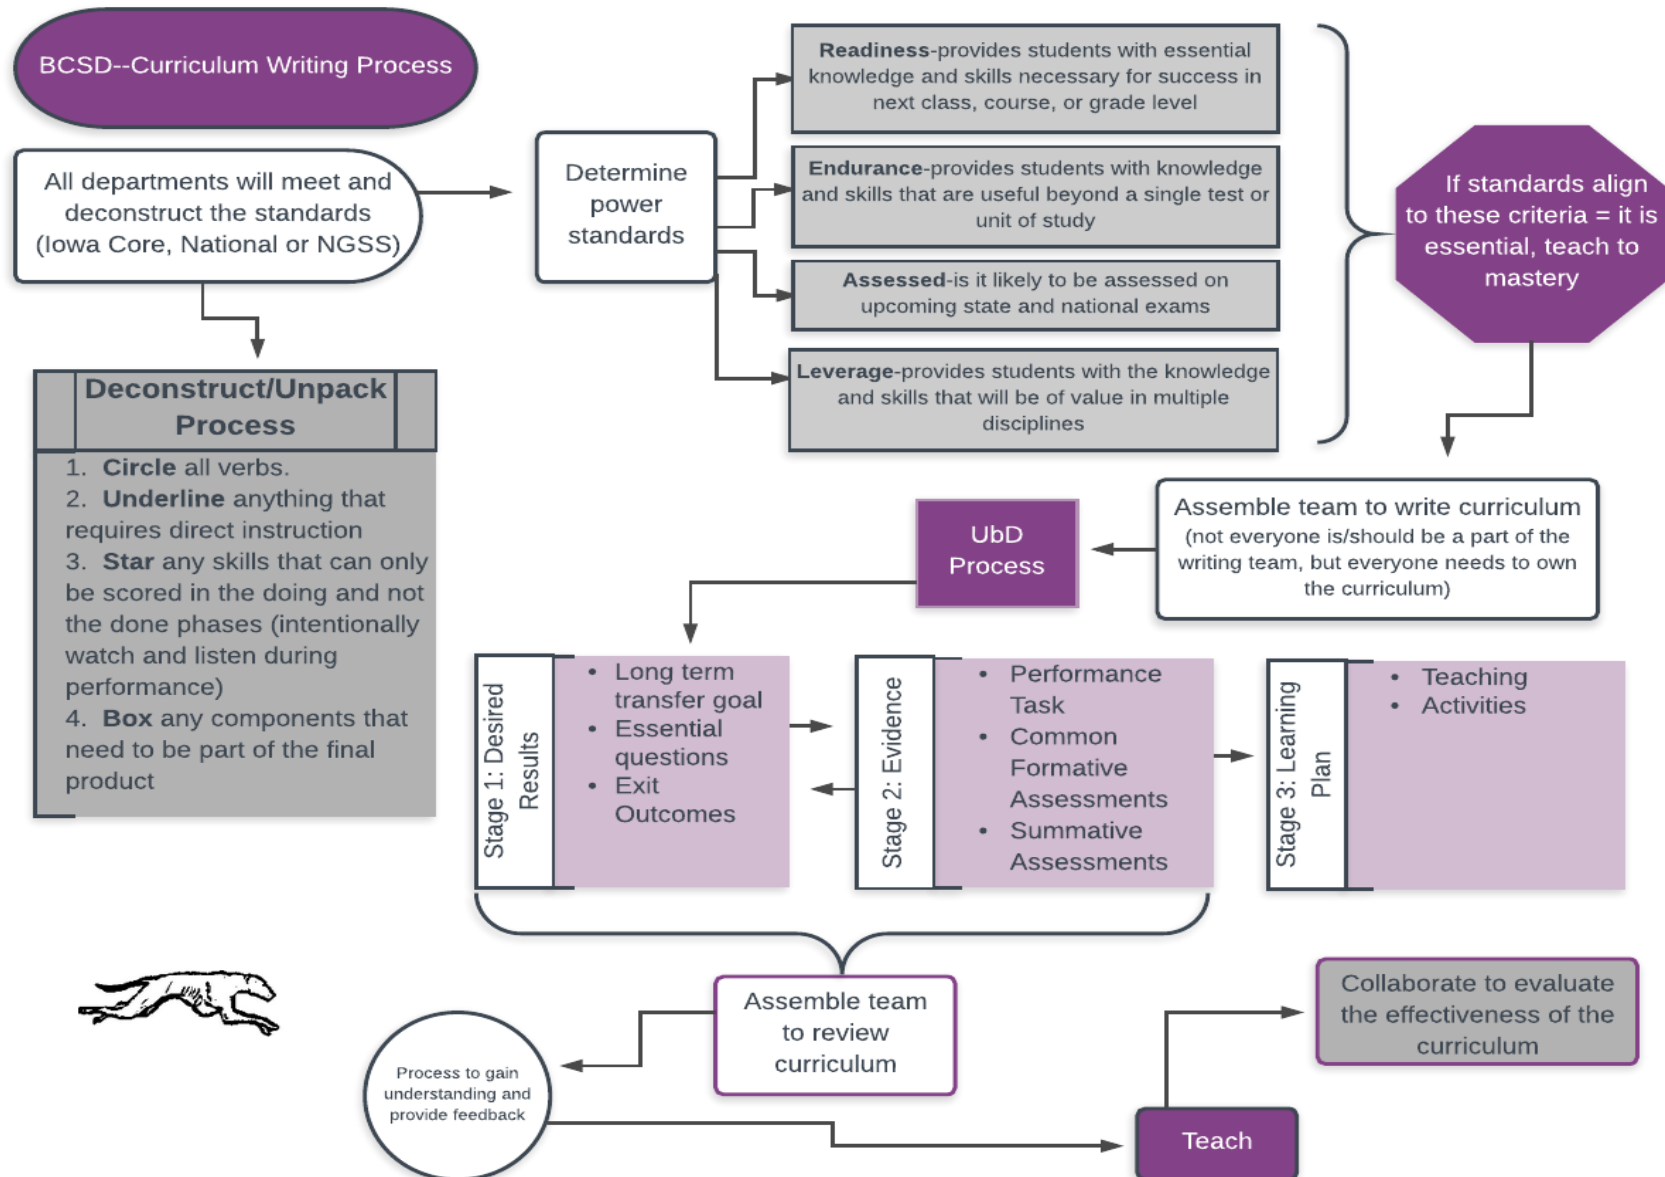 BCSD--Curriculum Writing Process
All departments will meet and
deconstruct the standards
(Iowa Core, National or NGSS)
Determine
power
standards
Readiness-provides students with essential
knowledge and skills necessary for success in
next class, course, or grade level
Endurance-provides students with knowledge
and skills that are useful beyond a single test or
unit of study
Assessed-is it likely to be assessed on
upcoming state and national exams
Leverage-provides students with the knowledge
and skills that will be of value in multiple
disciplines
If standards align
to these criteria = it is
essential, teach to
mastery
Deconstruct/Unpack
Process
1. Circle all verbs.
2. Underline anything that
requires direct instruction
3. Star any skills that can only
be scored in the doing and not
the done phases (intentionally
watch and listen during
performance)
4. Box any components that
need to be part of the final
product
Assemble team to write curriculum
(not everyone is/should be a part of the
writing team, but everyone needs to own
the curriculum)
UbD
Process
Stage 1: Desired
Results
• Long term
transfer goal
• Essential
questions
• Exit
Outcomes
Stage 2: Evidence
• Performance
Task
• Common
Formative
Assessments
• Summative
Assessments
Stage 3: Learning
Plan
• Teaching
• Activities
Assemble team
to review
curriculum
Process to gain
understanding and
provide feedback
Teach
Collaborate to evaluate
the effectiveness of the
curriculum